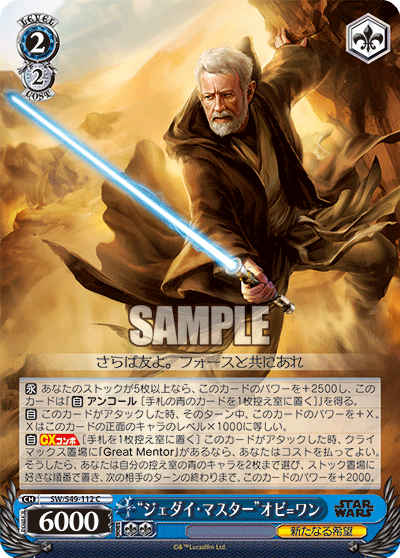 LEVEL
2
2
COST
SAMPLE
さらば友よ。フォースと共にあれ
永 あなたのストックが5枚以上なら、このカードのパワーを+2500し、この
カードは『自 アンコール [手札の青のカードを1枚控え室に置く]』を得る。
自 このカードがアタックした時、そのターン中、このカードのパワーを+X。
Xはこのカードの正面のキャラのレベル×1000に等しい。
自 CXコンボ [手札を1枚控え室に置く] このカードがアタックした時、クライ
マックス置場に「Great Mentor」があるなら、あなたはコストを払ってよい。
そうしたら、あなたは自分の控え室の青のキャラを2枚まで選び、ストック置場に
好きな順番で置き、次の相手のターンの終わりまで、このカードのパワーを+2000。
CH SW/S49-112 C
POWER 6000
“ジェダイ・マスター”オビ=ワン
STAR WARS
新たなる希望
©&™Lucasfilm Ltd.